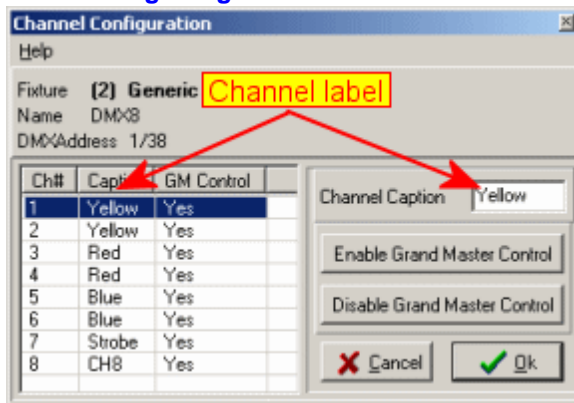 Channel Configuration
Help
Fixture (2) Generic
Channel label
Name DMX8
DMXAddress 1/38
Ch# Capti GM Control
1 Yellow Yes
2 Yellow Yes
3 Red Yes
4 Red Yes
5 Blue Yes
6 Blue Yes
7 Strobe Yes
8 CH8 Yes
Channel Caption Yellow
Enable Grand Master Control
Disable Grand Master Control
Cancel
Ok